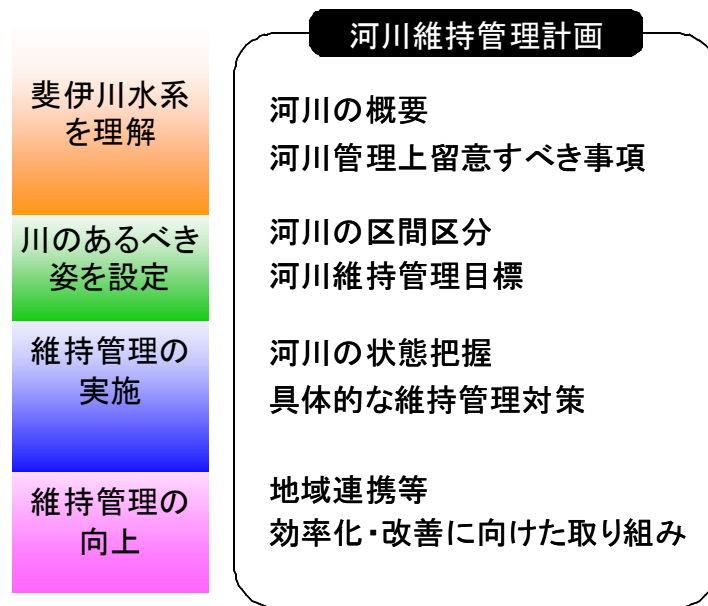 河川維持管理計画
斐伊川水系
を理解
河川の概要
河川管理上留意すべき事項
川のあるべき
姿を設定
河川の区間区分
河川維持管理目標
維持管理の
実施
河川の状態把握
具体的な維持管理対策
維持管理の
向上
地域連携等
効率化・改善に向けた取り組み